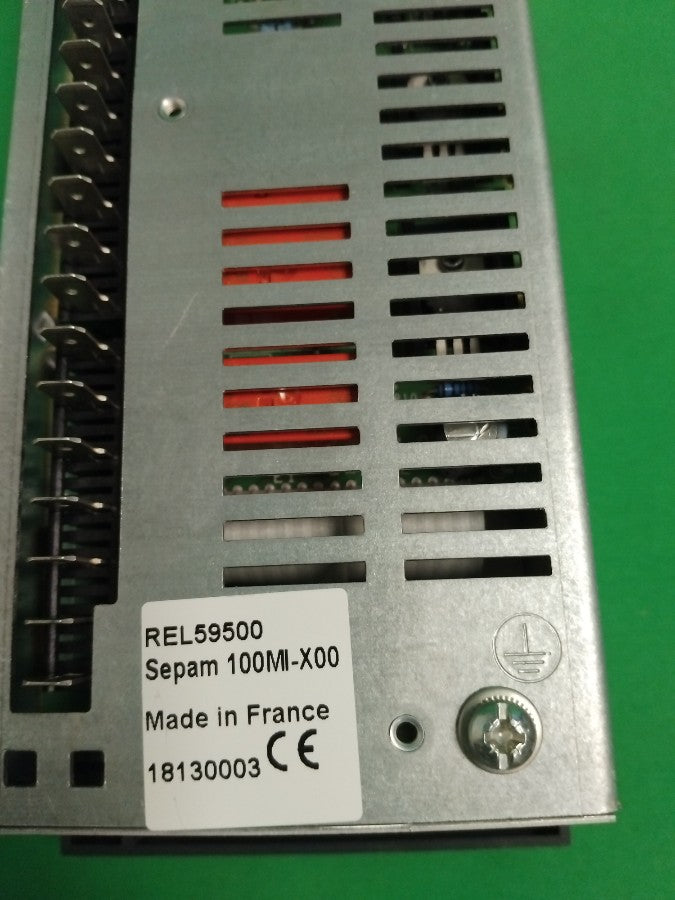 REL59500
Sepam 100MI-X00
Made in France
18130003 CE